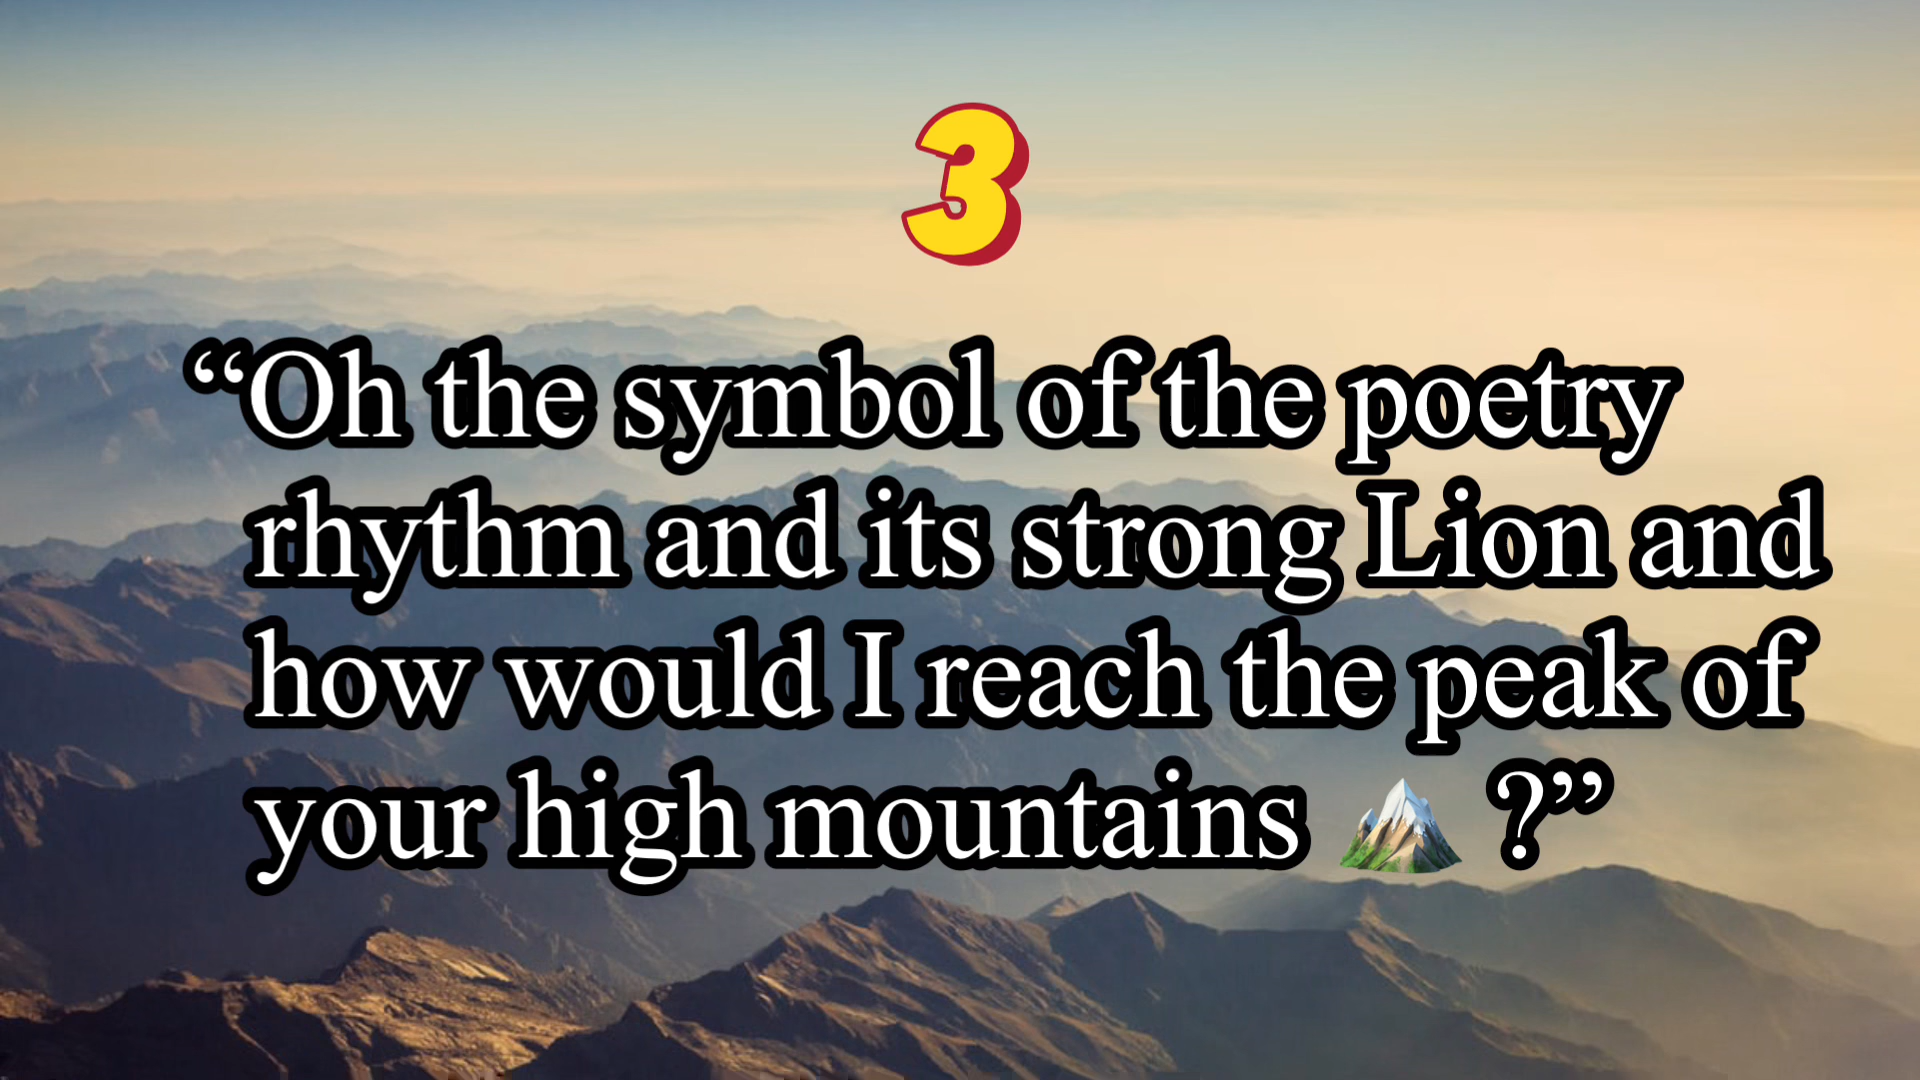 3
“Oh the symbol of the poetry
rhythm and its strong Lion and
how would I reach the peak of
your high mountains 🏔️ ?”